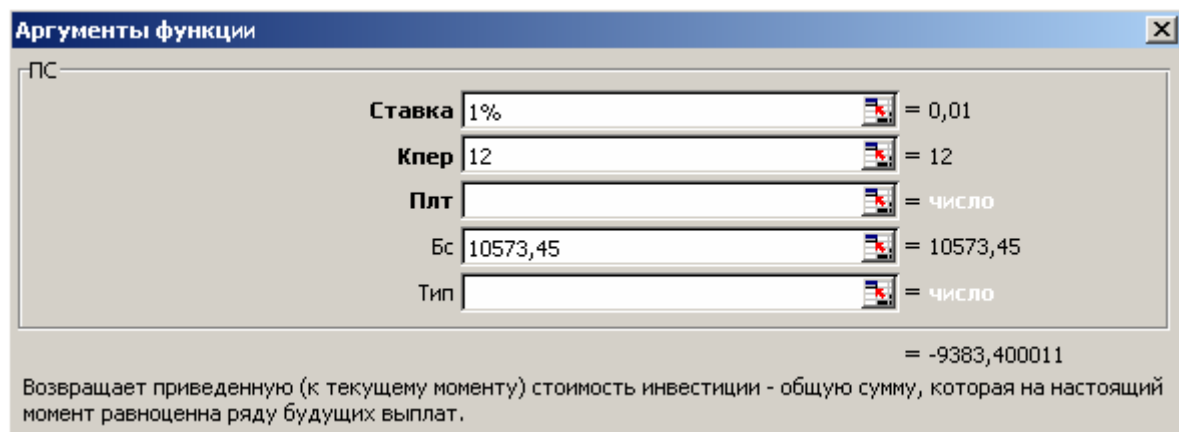 Аргументы функции
ПС
Ставка 1% = 0,01
Кпер 12 = 12
Плт = число
Бс 10573,45 = 10573,45
Тип = число
= -9383,400011
Возвращает приведенную (к текущему моменту) стоимость инвестиции - общую сумму, которая на настоящий
момент равноценна ряду будущих выплат.